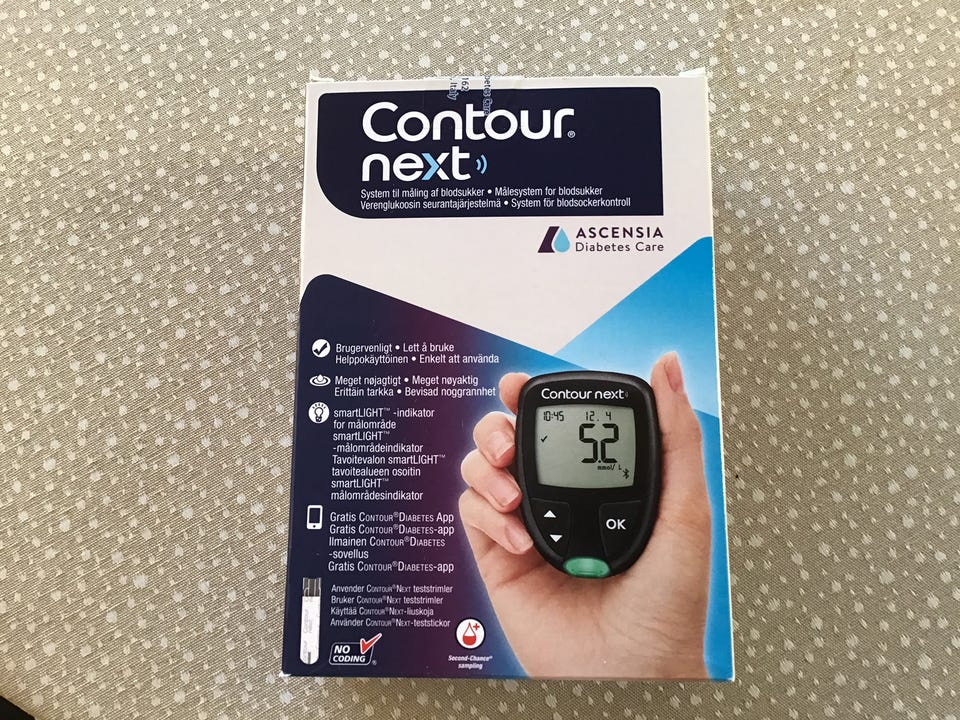 162
Italy
Contour®
next
System til måling af blodsukker • Målesystem for blodsukker
Verenglukoosin seurantajärjestelmä • System för blodsockerkontroll
ASCENSIA
Diabetes Care
Brugervenligt • Lett å bruke
Helppokäyttöinen • Enkelt att använda
Meget nøjagtigt • Meget nøyaktig
Erittäin tarkka • Bevisad noggrannhet
smartLIGHT™ -indikator
for målområde
smartLIGHT™
-målområdeindikator
Tavoitevalon smartLIGHT™
tavoitealueen osoitin
smartLIGHT™
målområdesindikator
Gratis CONTOUR®DIABETES App
Gratis CONTOUR®DIABETES-app
Ilmainen CONTOUR®DIABETES
-sovellus
Gratis CONTOUR®DIABETES-app
Anvender CONTOUR®NEXT teststrimler
Bruker CONTOUR®NEXT teststrimler
Käyttää CONTOUR®NEXT-liuskoja
Använder CONTOUR®NEXT-teststickor
NO
CODING®
Second-Chance®
sampling
Contour next
10:45 12.4
5.2
mmol/L
OK